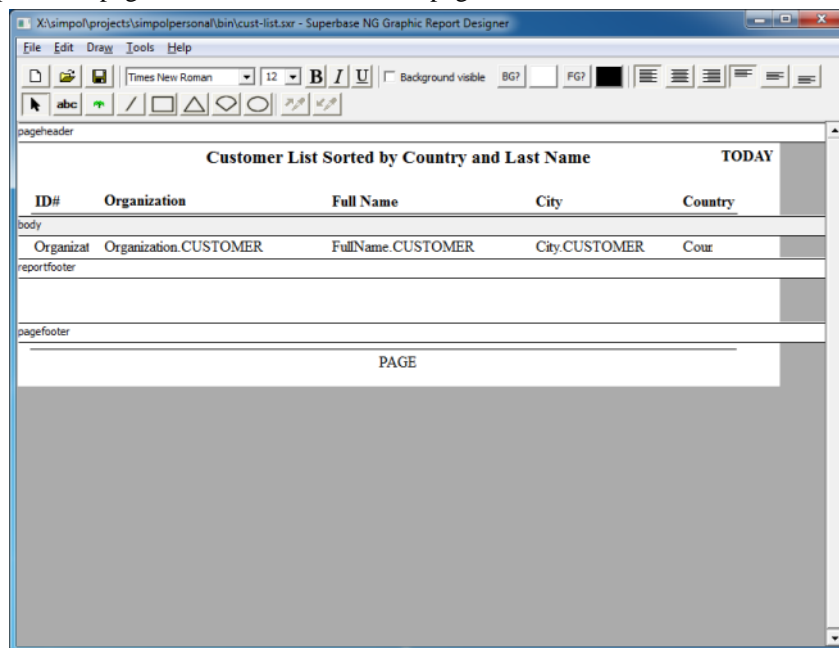 X:\simpol\projects\simpolpersonal\bin\cust-list.sxr - Superbase NG Graphic Report Designer
File Edit Draw Tools Help
Times New Roman 12 B I U Background visible BG? FG?
abc
pageheader
Customer List Sorted by Country and Last Name TODAY
ID# Organization Full Name City Country
body
Organizat Organization.CUSTOMER FullName.CUSTOMER City.CUSTOMER Cour
reportfooter
pagefooter
PAGE